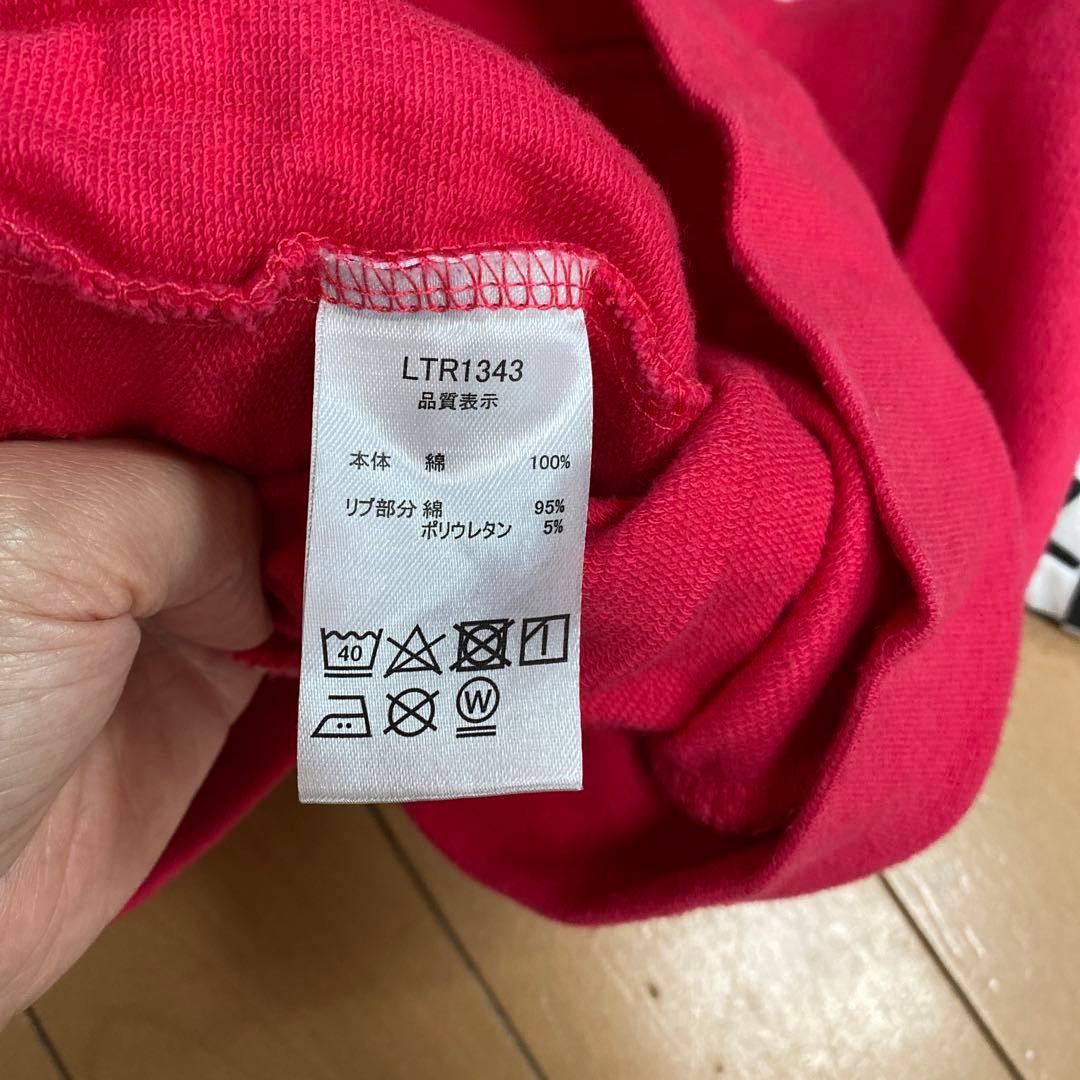 LTR1343
品質表示
本体 綿 100%
リブ部分 綿 95%
ポリウレタン 5%
40
W